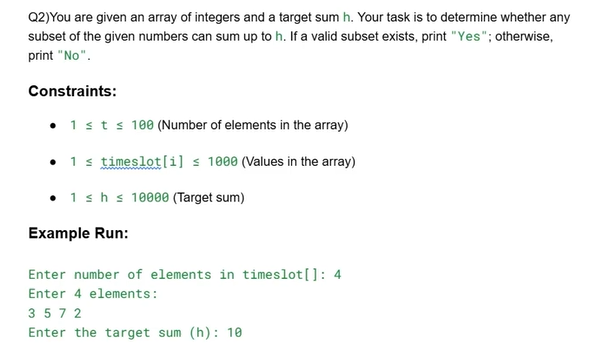 Q2)You are given an array of integers and a target sum h. Your task is to determine whether any
subset of the given numbers can sum up to h. If a valid subset exists, print "Yes"; otherwise,
print "No".
Constraints:
● 1 ≤ t ≤ 100 (Number of elements in the array)
● 1 ≤ timeslot[i] ≤ 1000 (Values in the array)
● 1 ≤ h ≤ 10000 (Target sum)
Example Run:
Enter number of elements in timeslot[]: 4
Enter 4 elements:
3 5 7 2
Enter the target sum (h): 10